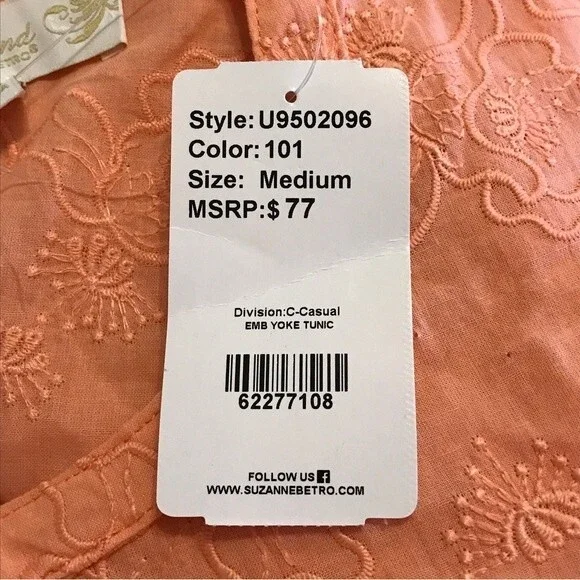 Style: U9502096
Color: 101
Size: Medium
MSRP:$ 77
Division:C-Casual
EMB YOKE TUNIC
62277108
FOLLOW US
WWW.SUZANNEBETRO.COM